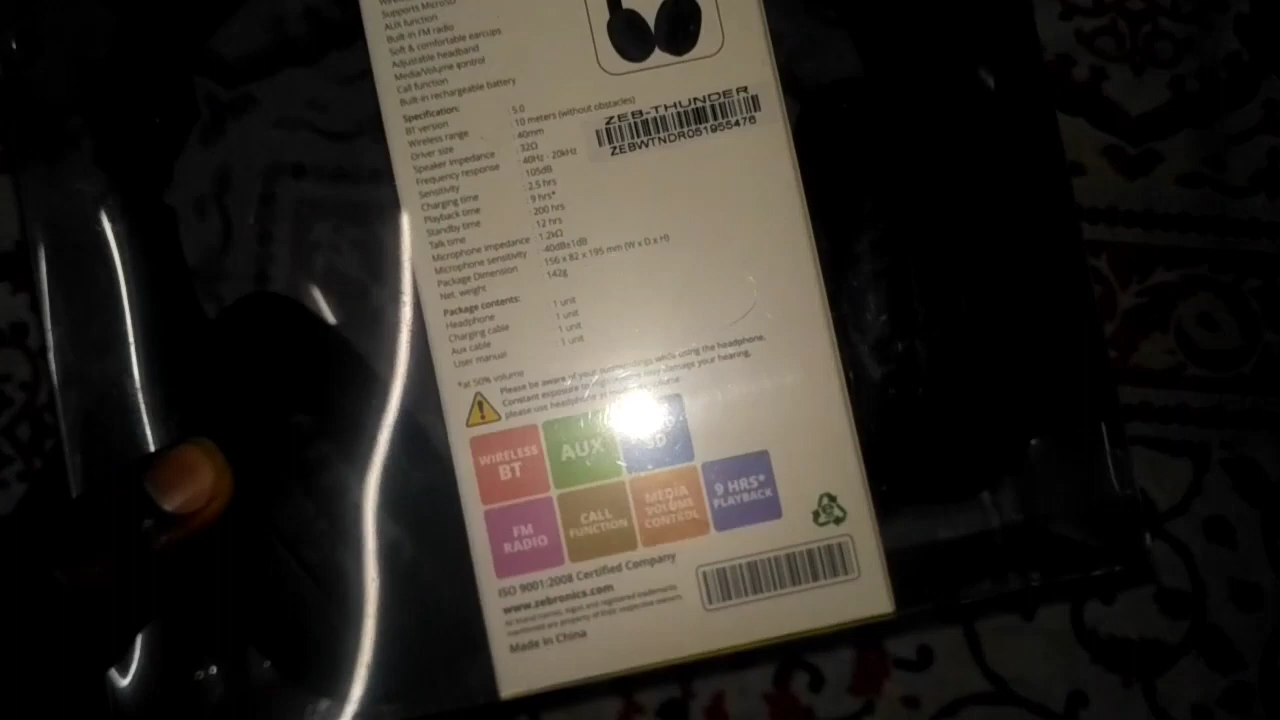 Supports MicroSD
AUX function
Built-in FM radio
Soft & comfortable earcups
Adjustable headband
Media/Volume control
Call function
Built-in rechargeable battery
Specification:
BT version : 5.0
Wireless range : 10 meters (without obstacles)
Driver size : 40mm
Speaker impedance : 32Ω
Frequency response : 40Hz - 20kHz
Sensitivity : 105dB
Charging time : 2.5 hrs
Playback time : 9 hrs*
Standby time : 200 hrs
Talk time : 12 hrs
Microphone impedance : 1.2kΩ
Microphone sensitivity : -40dB±1dB
Package Dimension : 156 x 82 x 195 mm (W x D x H)
Net. weight : 142g
Package contents:
Headphone : 1 unit
Charging cable : 1 unit
Aux cable : 1 unit
User manual : 1 unit
*at 50% volume
ZEB-THUNDER
ZEBWTNDR051955476
Please be aware of your surroundings while using the headphone.
Constant exposure to may damage your hearing,
please use headphone
WIRELESS
BT
AUX
SD
9 HRS*
PLAYBACK
FM
RADIO
CALL
FUNCTION
MEDIA
VOLUME
CONTROL
ISO 9001:2008 Certified Company
www.zebronics.com
All brand names, logos and registered trademarks
mentioned are property of their respective owners.
Made in China